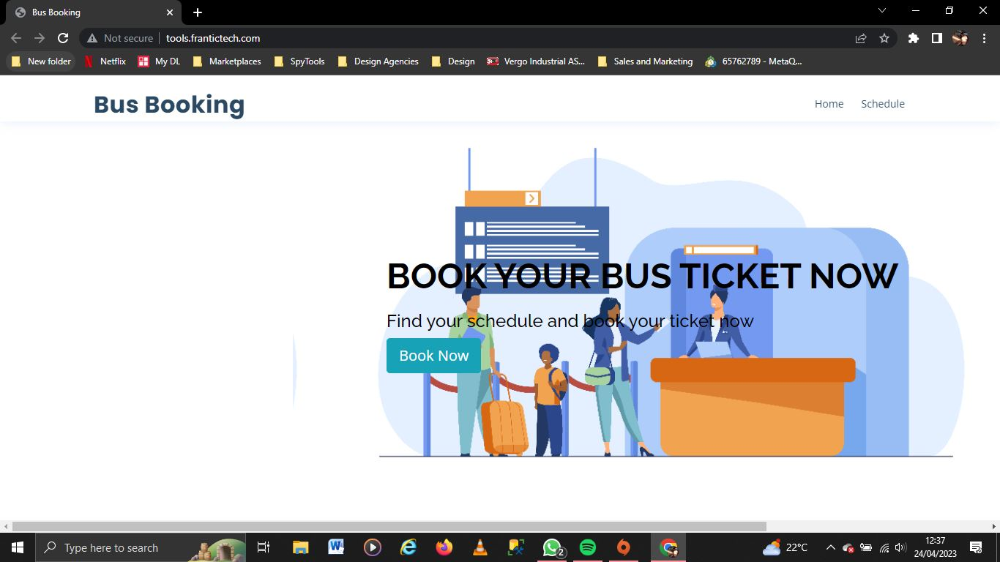 Bus Booking
Not secure
tools.frantictech.com
New folder
Netflix
My DL
Marketplaces
SpyTools
Design Agencies
Design
Vergo Industrial AS...
Sales and Marketing
65762789 - MetaQ...
Bus Booking
Home
Schedule
BOOK YOUR BUS TICKET NOW
Find your schedule and book your ticket now
Book Now
Type here to search
2
22°C
12:37
24/04/2023